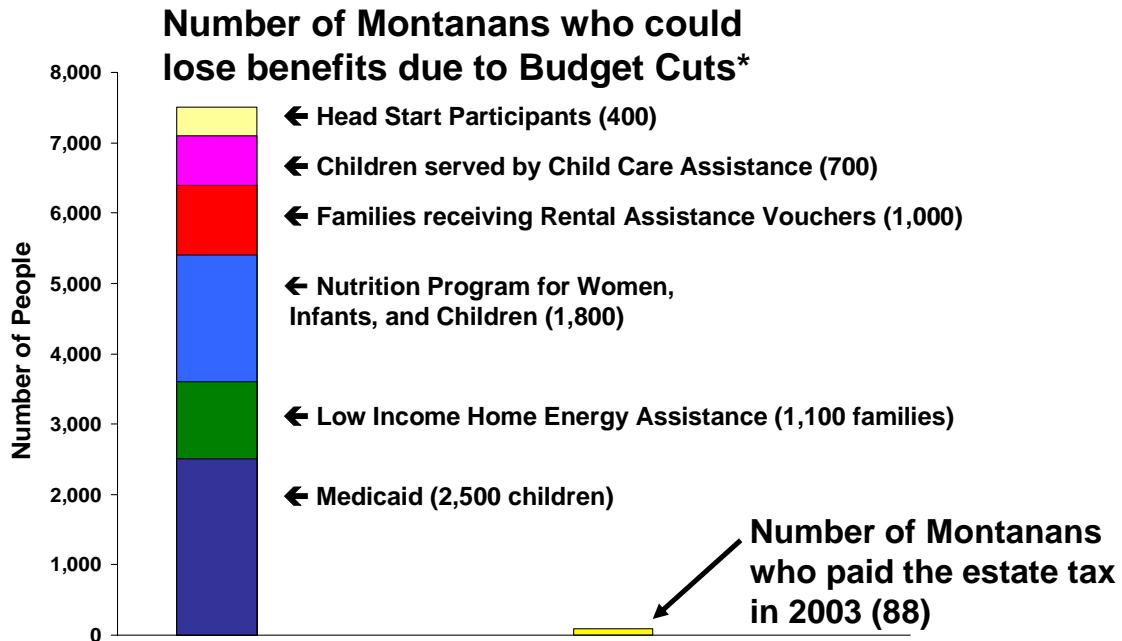 Number of Montanans who could
lose benefits due to Budget Cuts*
8,000
7,000
6,000
5,000
4,000
3,000
2,000
1,000
0
Number of People
🡸 Head Start Participants (400)
🡸 Children served by Child Care Assistance (700)
🡸 Families receiving Rental Assistance Vouchers (1,000)
🡸 Nutrition Program for Women,
Infants, and Children (1,800)
🡸 Low Income Home Energy Assistance (1,100 families)
🡸 Medicaid (2,500 children)
Number of Montanans
who paid the estate tax
in 2003 (88)